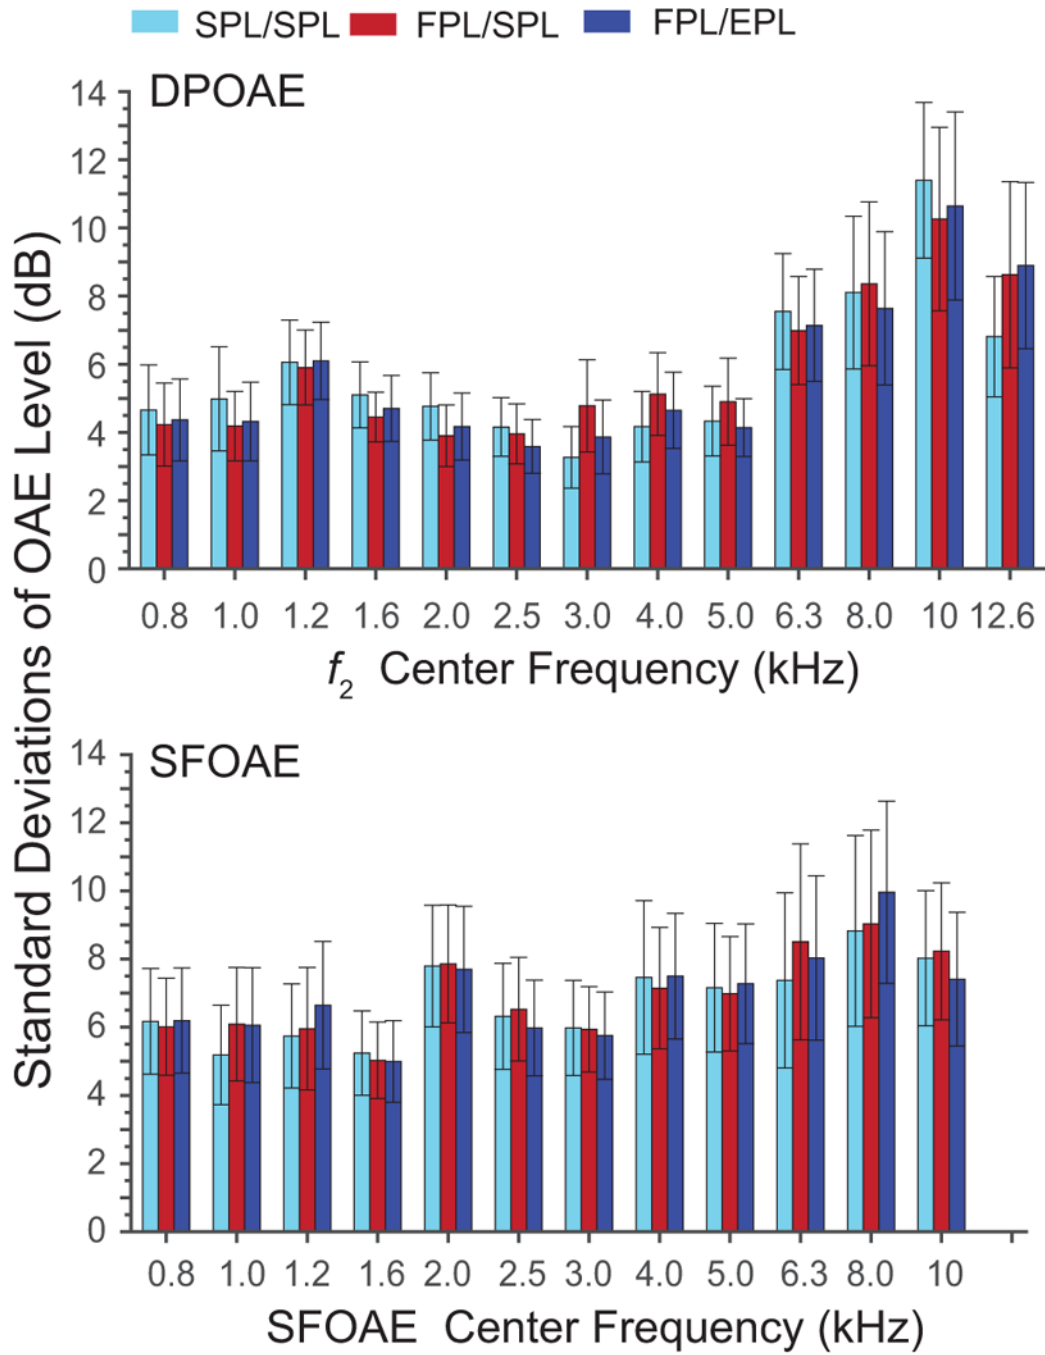 SPL/SPL FPL/SPL FPL/EPL
DPOAE
14
12
10
8
6
4
2
0
0.8 1.0 1.2 1.6 2.0 2.5 3.0 4.0 5.0 6.3 8.0 10 12.6
f2 Center Frequency (kHz)
Standard Deviations of OAE Level (dB)
SFOAE
14
12
10
8
6
4
2
0
0.8 1.0 1.2 1.6 2.0 2.5 3.0 4.0 5.0 6.3 8.0 10
SFOAE Center Frequency (kHz)